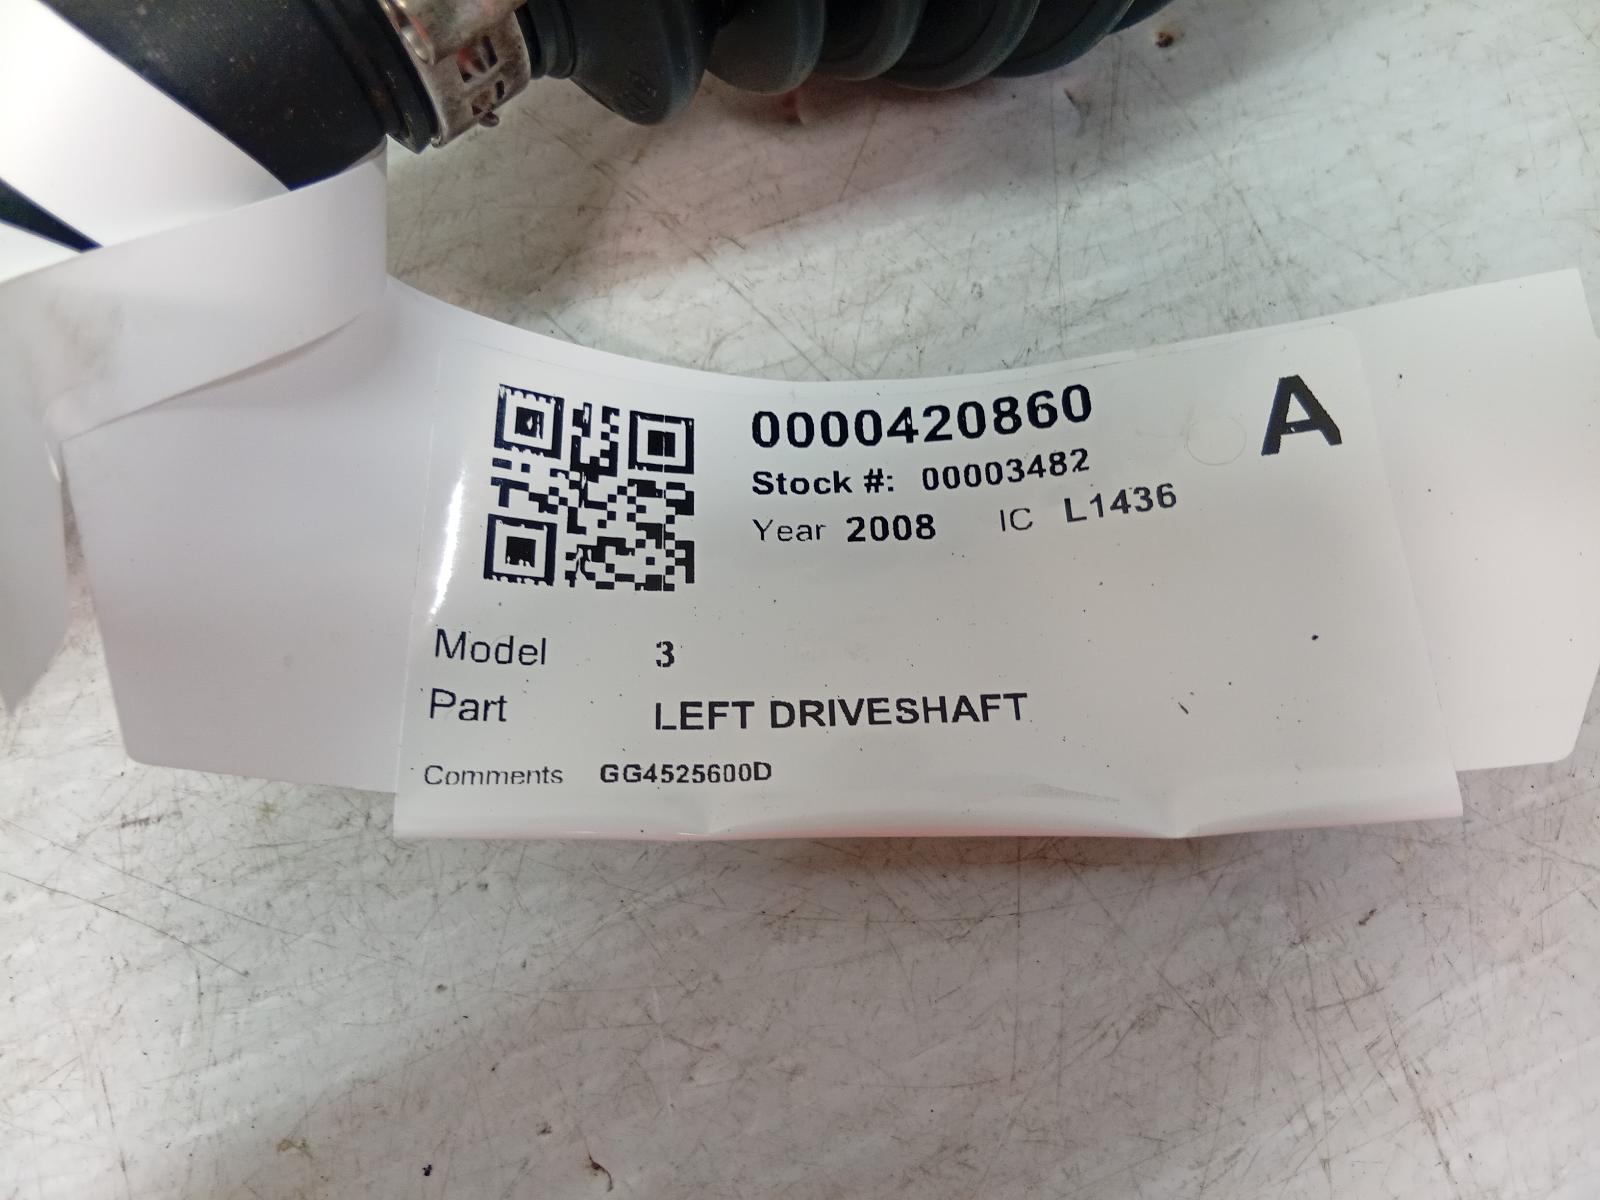 0000420860
A
Stock #: 00003482
Year 2008 IC L1436
Model 3
Part LEFT DRIVESHAFT
Comments GG4525600D